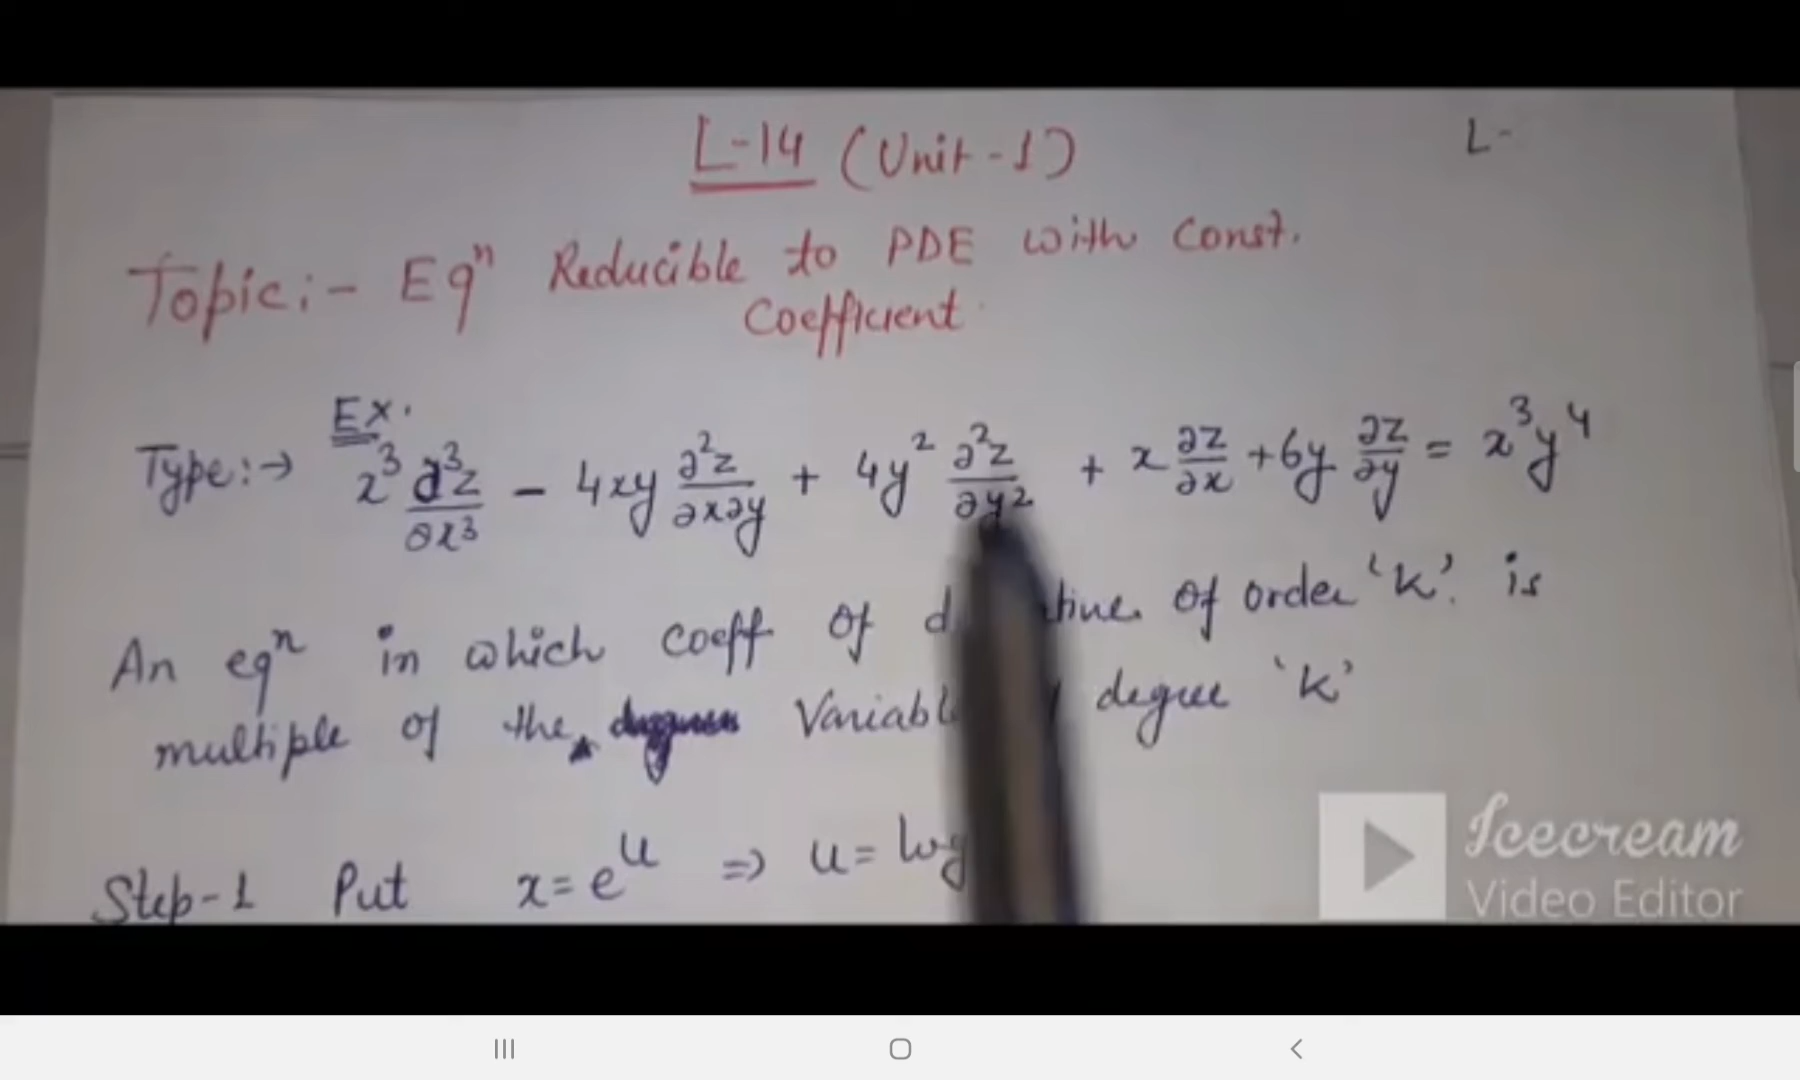 L-14 (Unit-1)
L-
Topic:- Eqⁿ Reducible to PDE with Const.
Coefficient.
Ex.
Type:→ x³ ∂³z/∂x³ - 4xy ∂²z/∂x∂y + 4y² ∂²z/∂y² + x ∂z/∂x + 6y ∂z/∂y = x³y⁴
An eqⁿ in which coeff of of order 'K'. is
multiple of the degree 'K'
Step-1 Put x = eᵘ ⇒ u = log
Icecream
Video Editor